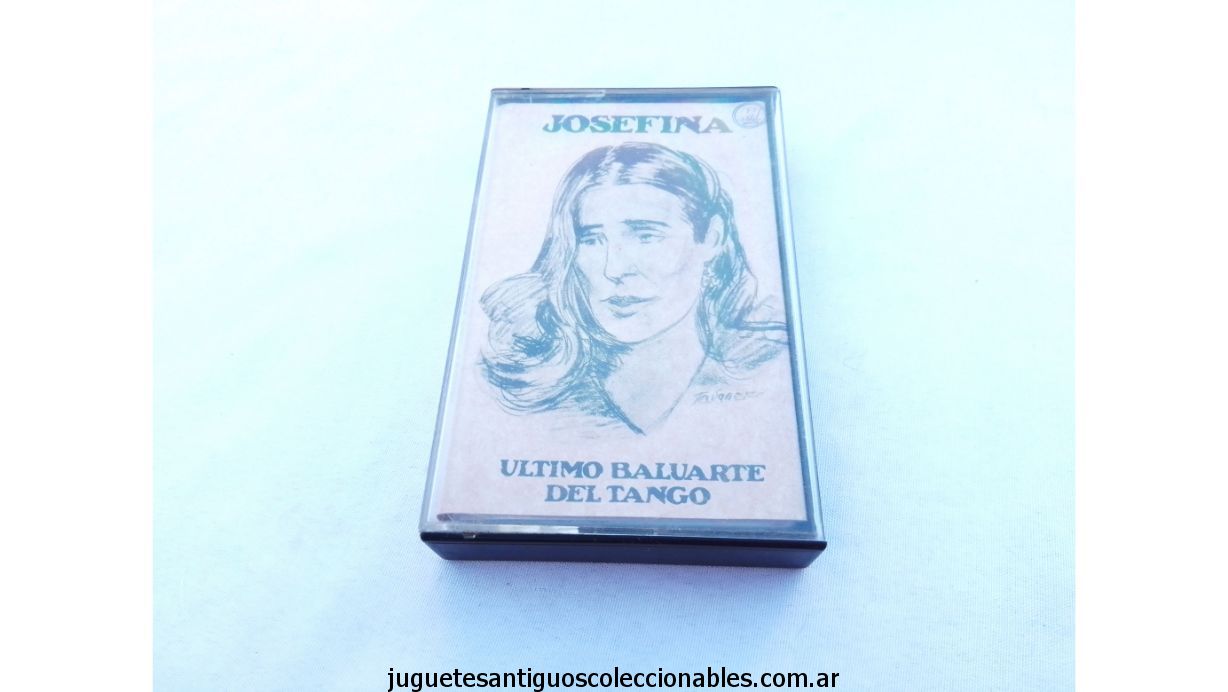 JOSEFINA
ULTIMO BALUARTE
DEL TANGO
juguetesantiguoscoleccionables.com.ar